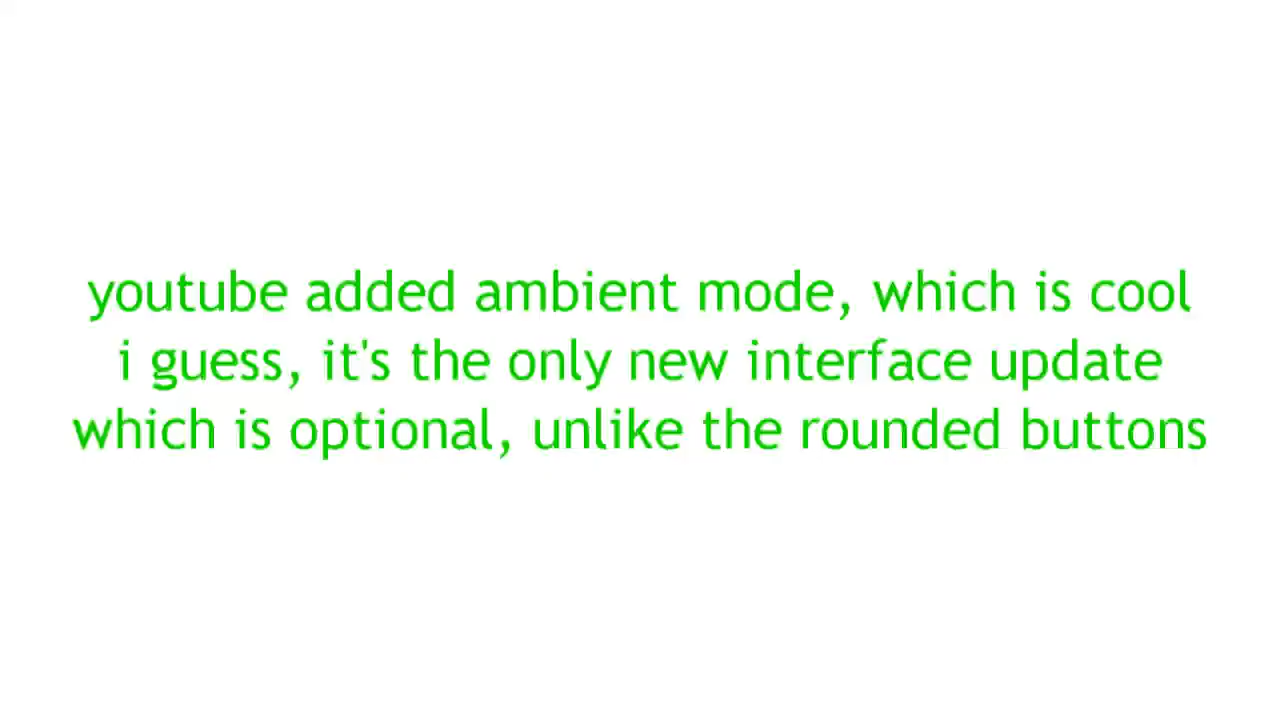 youtube added ambient mode, which is cool
i guess, it's the only new interface update
which is optional, unlike the rounded buttons